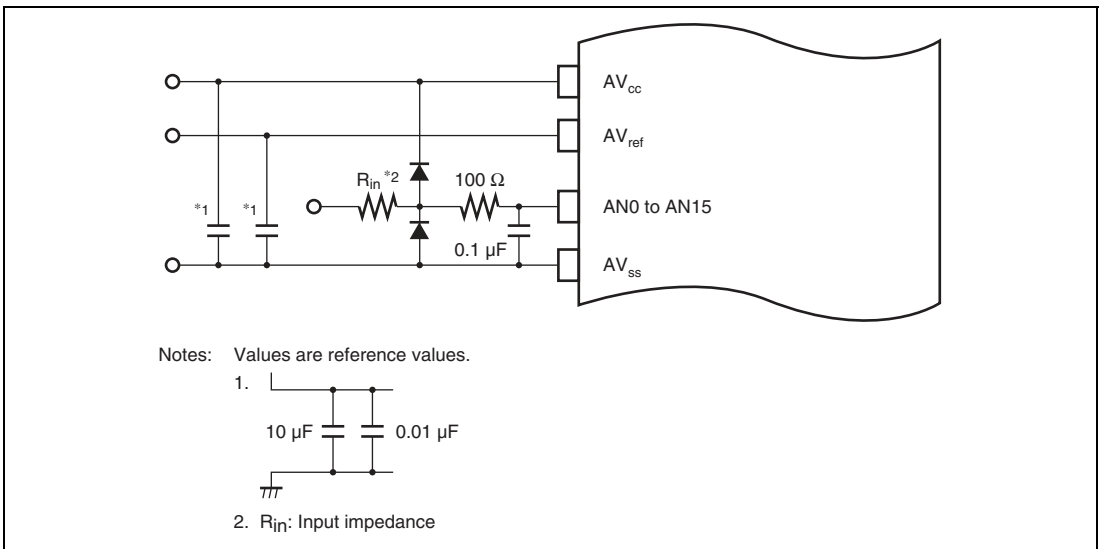 AVcc
AVref
Rin *2
100 Ω
*1
*1
AN0 to AN15
0.1 µF
AVss
Notes: Values are reference values.
1.
10 µF
0.01 µF
2. Rin: Input impedance